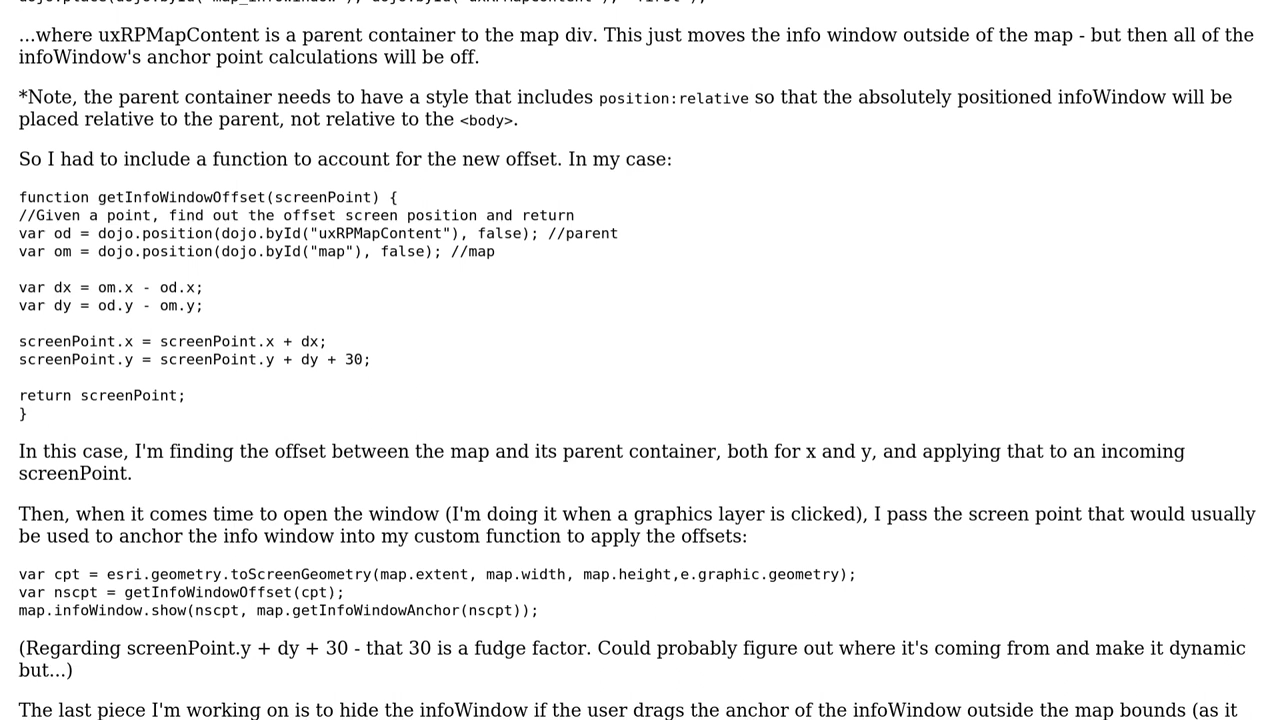 dojo.place(dojo.byId("map_infowindow"), dojo.byId("uxRPMapContent"), "first");
...where uxRPMapContent is a parent container to the map div. This just moves the info window outside of the map - but then all of the
infoWindow's anchor point calculations will be off.
*Note, the parent container needs to have a style that includes position:relative so that the absolutely positioned infoWindow will be
placed relative to the parent, not relative to the <body>.
So I had to include a function to account for the new offset. In my case:
function getInfoWindowOffset(screenPoint) {
//Given a point, find out the offset screen position and return
var od = dojo.position(dojo.byId("uxRPMapContent"), false); //parent
var om = dojo.position(dojo.byId("map"), false); //map
var dx = om.x - od.x;
var dy = od.y - om.y;
screenPoint.x = screenPoint.x + dx;
screenPoint.y = screenPoint.y + dy + 30;
return screenPoint;
}
In this case, I'm finding the offset between the map and its parent container, both for x and y, and applying that to an incoming
screenPoint.
Then, when it comes time to open the window (I'm doing it when a graphics layer is clicked), I pass the screen point that would usually
be used to anchor the info window into my custom function to apply the offsets:
var cpt = esri.geometry.toScreenGeometry(map.extent, map.width, map.height,e.graphic.geometry);
var nscpt = getInfoWindowOffset(cpt);
map.infoWindow.show(nscpt, map.getInfoWindowAnchor(nscpt));
(Regarding screenPoint.y + dy + 30 - that 30 is a fudge factor. Could probably figure out where it's coming from and make it dynamic
but...)
The last piece I'm working on is to hide the infoWindow if the user drags the anchor of the infoWindow outside the map bounds (as it